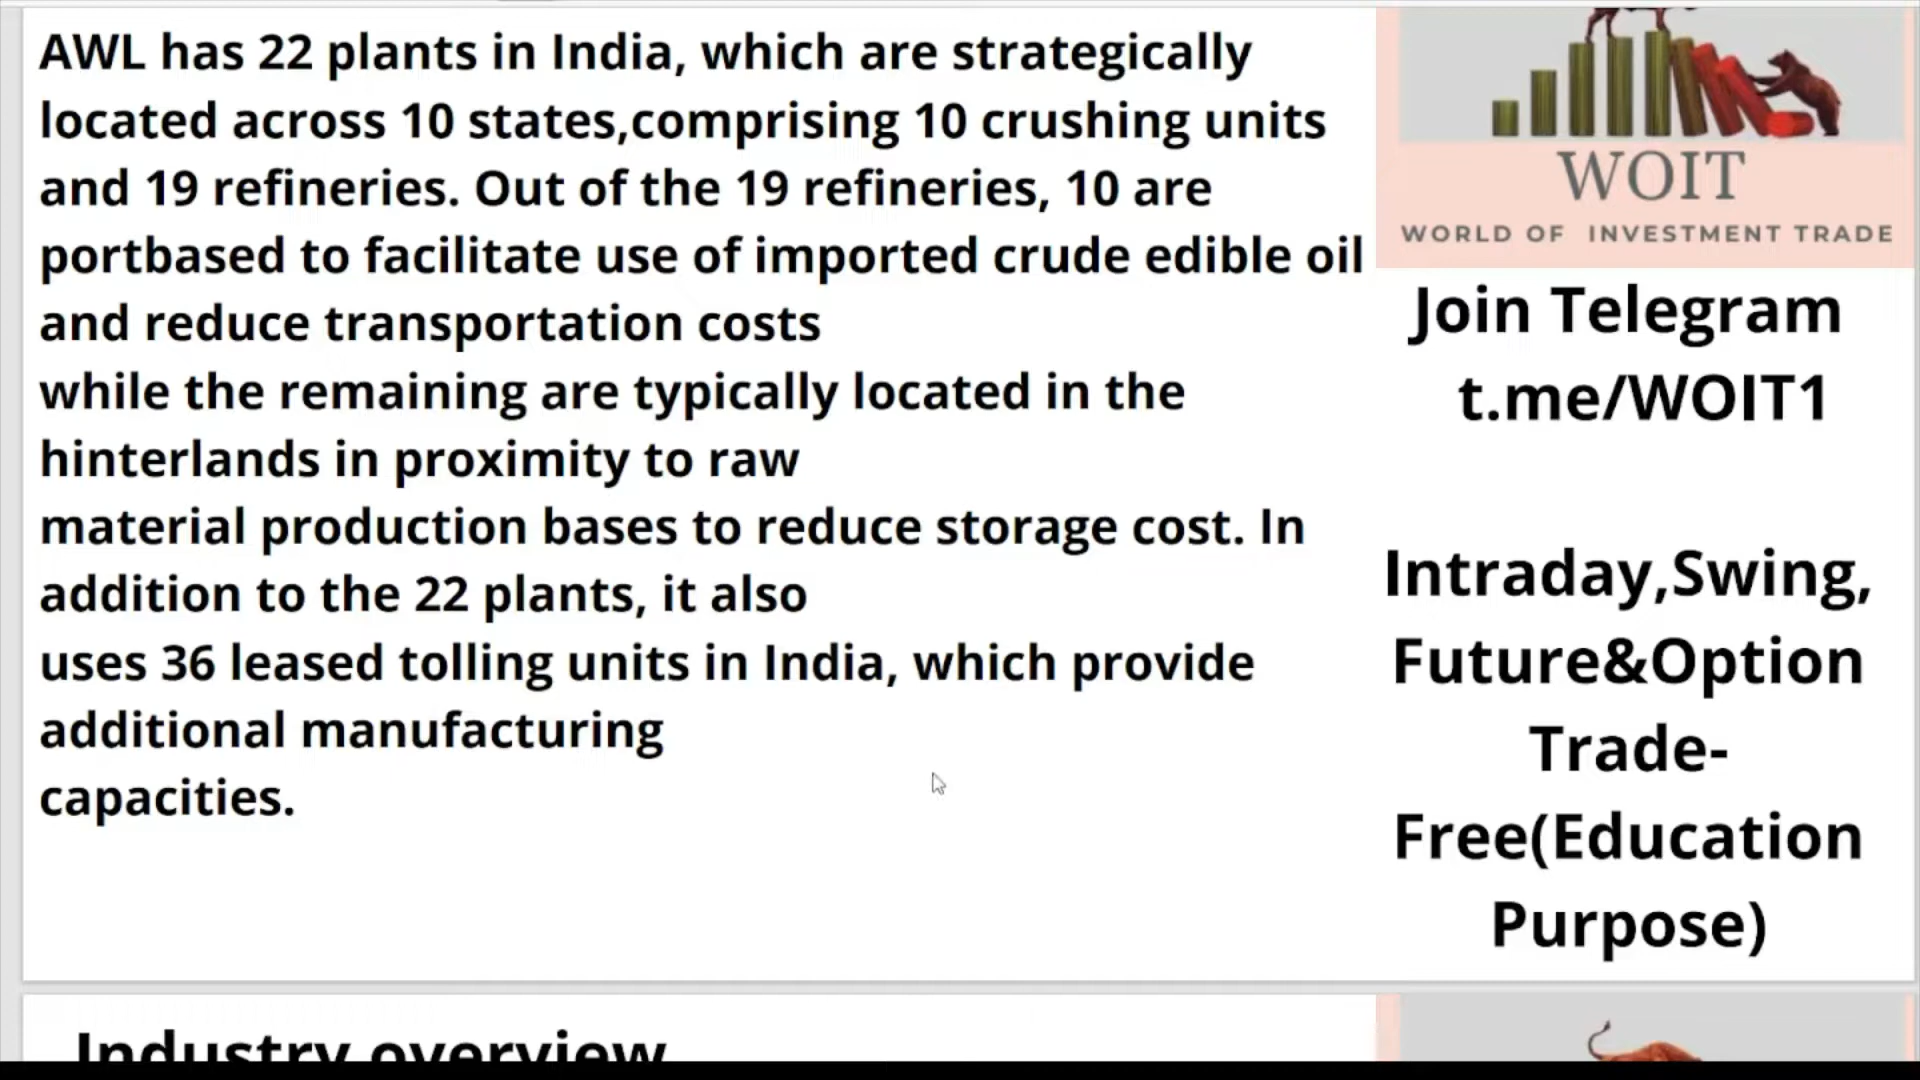 AWL has 22 plants in India, which are strategically
located across 10 states,comprising 10 crushing units
and 19 refineries. Out of the 19 refineries, 10 are
portbased to facilitate use of imported crude edible oil
and reduce transportation costs
while the remaining are typically located in the
hinterlands in proximity to raw
material production bases to reduce storage cost. In
addition to the 22 plants, it also
uses 36 leased tolling units in India, which provide
additional manufacturing
capacities.
WOIT
WORLD OF INVESTMENT TRADE
Join Telegram
t.me/WOIT1
Intraday,Swing,
Future&Option
Trade-
Free(Education
Purpose)
Industry overview